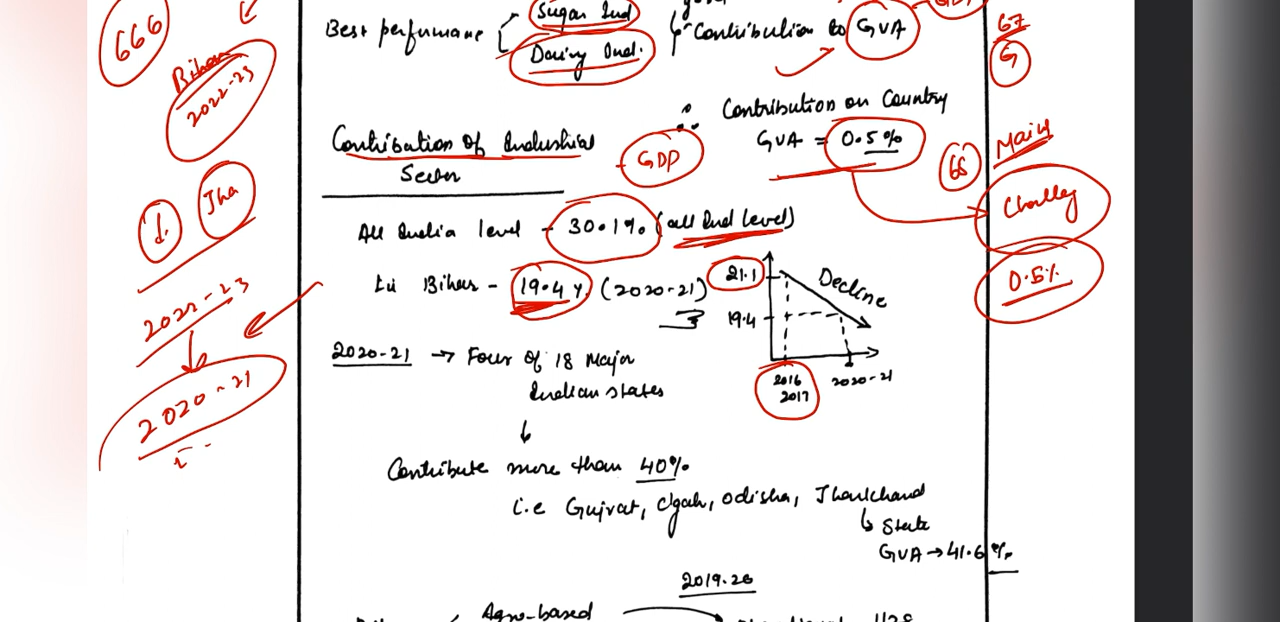 666
Bihar
2022-23
Best perfumane
Sugar Ind
Dairy Ind.
Contribution to GVA
67
G
Contribution on Country
GVA = 0.5%
Contribution of Industrial
Sector
- GDP
66
Mains
0.5%
1.
Jha
All India level - 30.1% (all Ind level)
In Bihar - 19.4%. (2020-21)
21.1
Decline
19.4
2016
2017
2020-21
2022-23
2020-21
2020-21 → Four of 18 Major
Indian states
↓
Contribute more than 40%
i.e Gujrat, C'gah, Odisha, Jharkhand
↳ State
GVA → 41.6%
2019.20
Agro-based